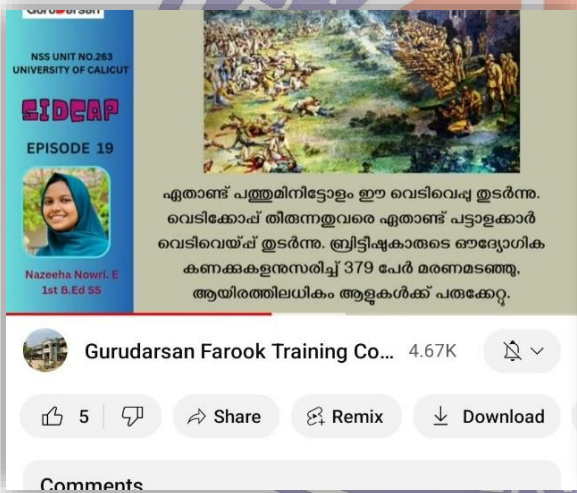 NSS UNIT NO.263
UNIVERSITY OF CALICUT
SIDCAP
EPISODE 19
Nazeeha Nowri. E
1st B.Ed SS
ഏതാണ്ട് പത്തുമിനിട്ടോളം ഈ വെടിവെപ്പു തുടർന്നു.
വെടിക്കോപ്പ് തീരുന്നതുവരെ ഏതാണ്ട് പട്ടാളക്കാർ
വെടിവെയ്പ് തുടർന്നു. ബ്രിട്ടീഷുകാരുടെ ഔദ്യോഗിക
കണക്കുകളനുസരിച്ച് 379 പേർ മരണമടഞ്ഞു,
ആയിരത്തിലധികം ആളുകൾക്ക് പരുക്കേറ്റു.
Gurudarsan Farook Training Co... 4.67K
5 Share Remix Download
Comments